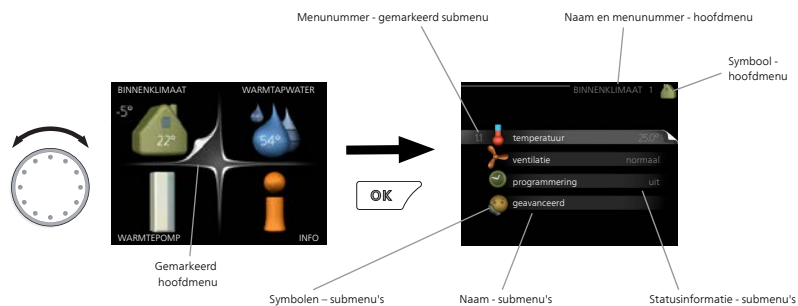 Menunummer - gemarkeerd submenu
Naam en menunummer - hoofdmenu
Symbool -
hoofdmenu
BINNENKLIMAAT
WARMTAPWATER
-5°
22°
54°
WARMTEPOMP
INFO
OK
BINNENKLIMAAT 1
1.1 temperatuur 25.0°
ventilatie normaal
programmering uit
geavanceerd
Gemarkeerd
hoofdmenu
Symbolen – submenu's
Naam - submenu's
Statusinformatie - submenu's